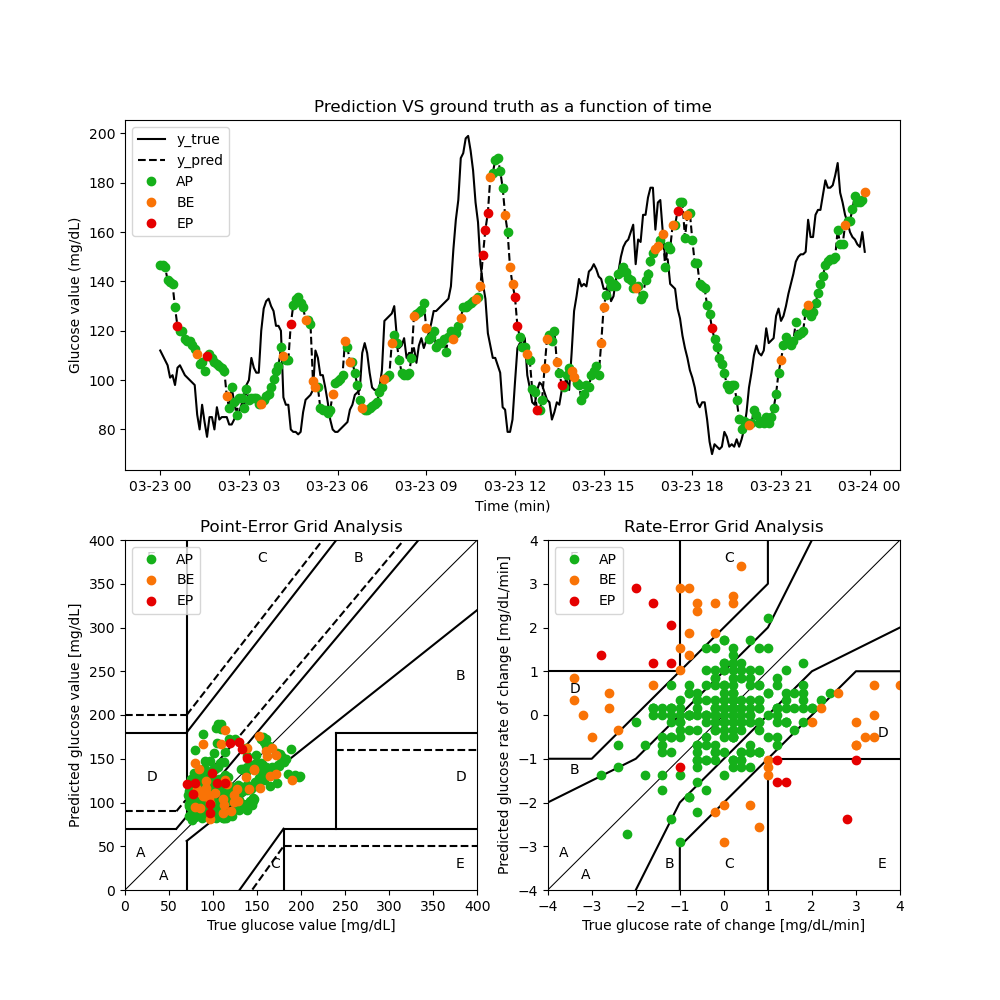 Prediction VS ground truth as a function of time
Glucose value (mg/dL)
200
180
160
140
120
100
80
y_true
y_pred
AP
BE
EP
03-23 00 03-23 03 03-23 06 03-23 09 03-23 12 03-23 15 03-23 18 03-23 21 03-24 00
Time (min)
Point-Error Grid Analysis
Predicted glucose value [mg/dL]
400
350
300
250
200
150
100
50
0
AP
BE
EP
C
B
B
D
D
A
A
C
E
0 50 100 150 200 250 300 350 400
True glucose value [mg/dL]
Rate-Error Grid Analysis
Predicted glucose rate of change [mg/dL/min]
4
3
2
1
0
−1
−2
−3
−4
AP
BE
EP
C
D
D
B
A
A
B
C
E
−4 −3 −2 −1 0 1 2 3 4
True glucose rate of change [mg/dL/min]